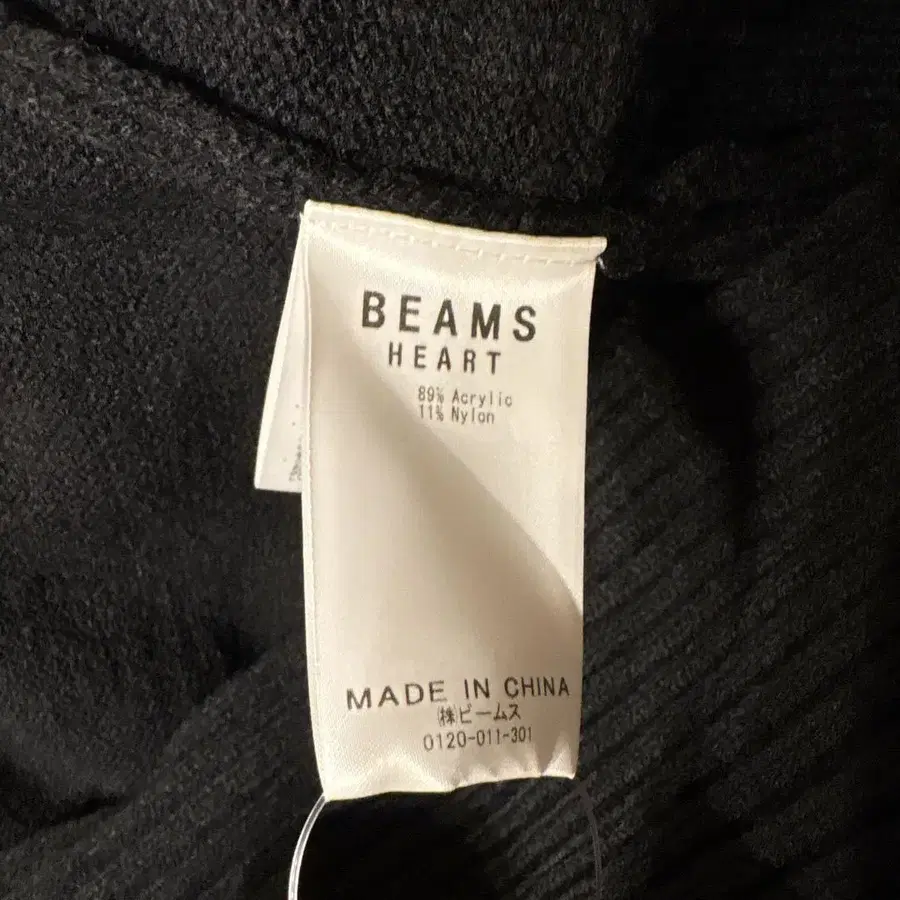 BEAMS
HEART
89% Acrylic
11% Nylon
MADE IN CHINA
㈱ビームス
0120-011-301